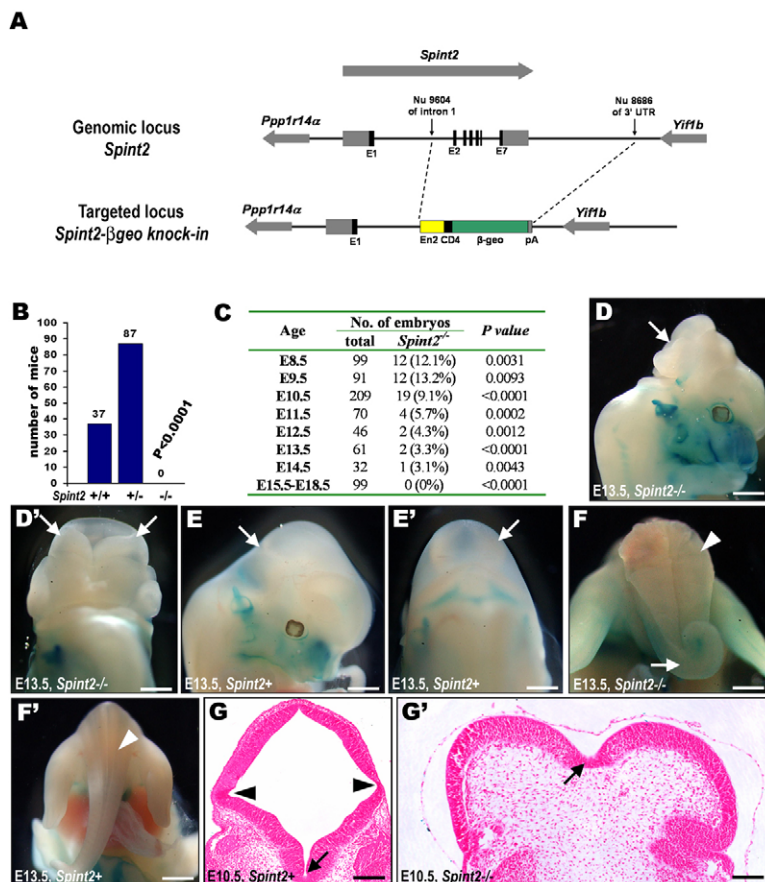 A
Spint2
Nu 9604
of intron 1
Nu 8686
of 3' UTR
Genomic locus
Spint2
Ppp1r14α
Yif1b
E1
E2
E7
Targeted locus
Spint2-βgeo knock-in
Ppp1r14α
Yif1b
E1
En2
CD4
β-geo
pA
B
number of mice
100
90
80
70
60
50
40
30
20
10
0
37
87
0
P<0.0001
Spint2 +/+ +/- -/-
C
Age No. of embryos P value
total Spint2-/-
E8.5 99 12 (12.1%) 0.0031
E9.5 91 12 (13.2%) 0.0093
E10.5 209 19 (9.1%) <0.0001
E11.5 70 4 (5.7%) 0.0002
E12.5 46 2 (4.3%) 0.0012
E13.5 61 2 (3.3%) <0.0001
E14.5 32 1 (3.1%) 0.0043
E15.5-E18.5 99 0 (0%) <0.0001
D
E13.5, Spint2-/-
D'
E13.5, Spint2-/-
E
E13.5, Spint2+
E'
E13.5, Spint2+
F
E13.5, Spint2-/-
F'
E13.5, Spint2+
G
E10.5, Spint2+
G'
E10.5, Spint2-/-